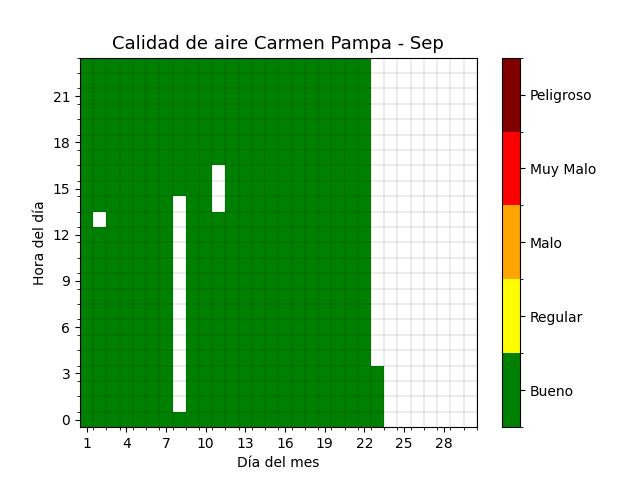 Calidad de aire Carmen Pampa - Sep
Hora del día
21
18
15
12
9
6
3
0
1 4 7 10 13 16 19 22 25 28
Día del mes
Peligroso
Muy Malo
Malo
Regular
Bueno